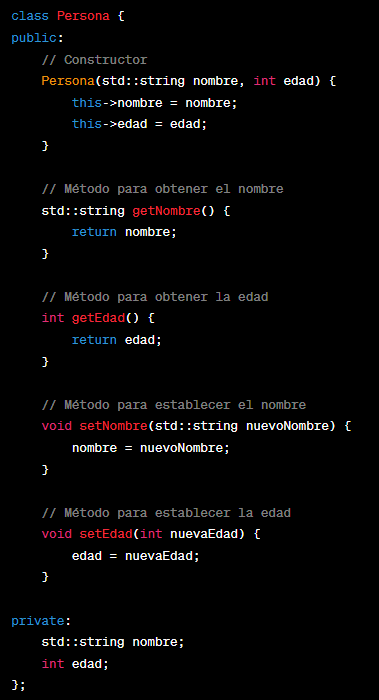 class Persona {
public:
    // Constructor
    Persona(std::string nombre, int edad) {
        this->nombre = nombre;
        this->edad = edad;
    }

    // Método para obtener el nombre
    std::string getNombre() {
        return nombre;
    }

    // Método para obtener la edad
    int getEdad() {
        return edad;
    }

    // Método para establecer el nombre
    void setNombre(std::string nuevoNombre) {
        nombre = nuevoNombre;
    }

    // Método para establecer la edad
    void setEdad(int nuevaEdad) {
        edad = nuevaEdad;
    }

private:
    std::string nombre;
    int edad;
};